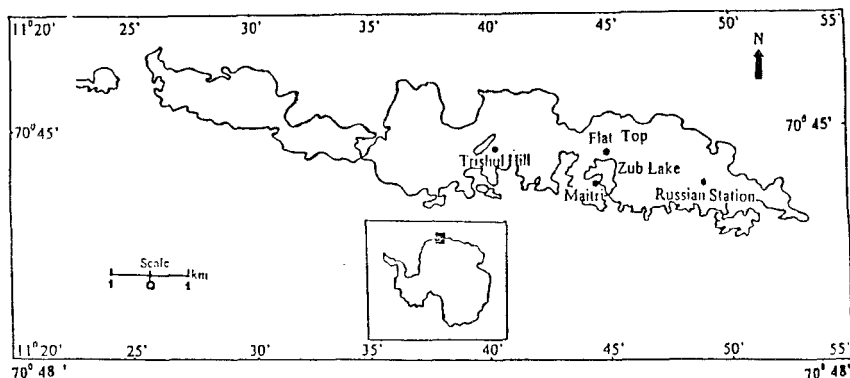 11° 20' 25' 30' 35' 40' 45' 50' 55'
N
70° 45'
70° 45'
Flat Top
Trishul Hill
Zub Lake
Maitri
Russian Station
Scale
km
1 0 1
11° 20' 25' 30' 35' 40' 45' 50' 55'
70° 48' 70° 48'